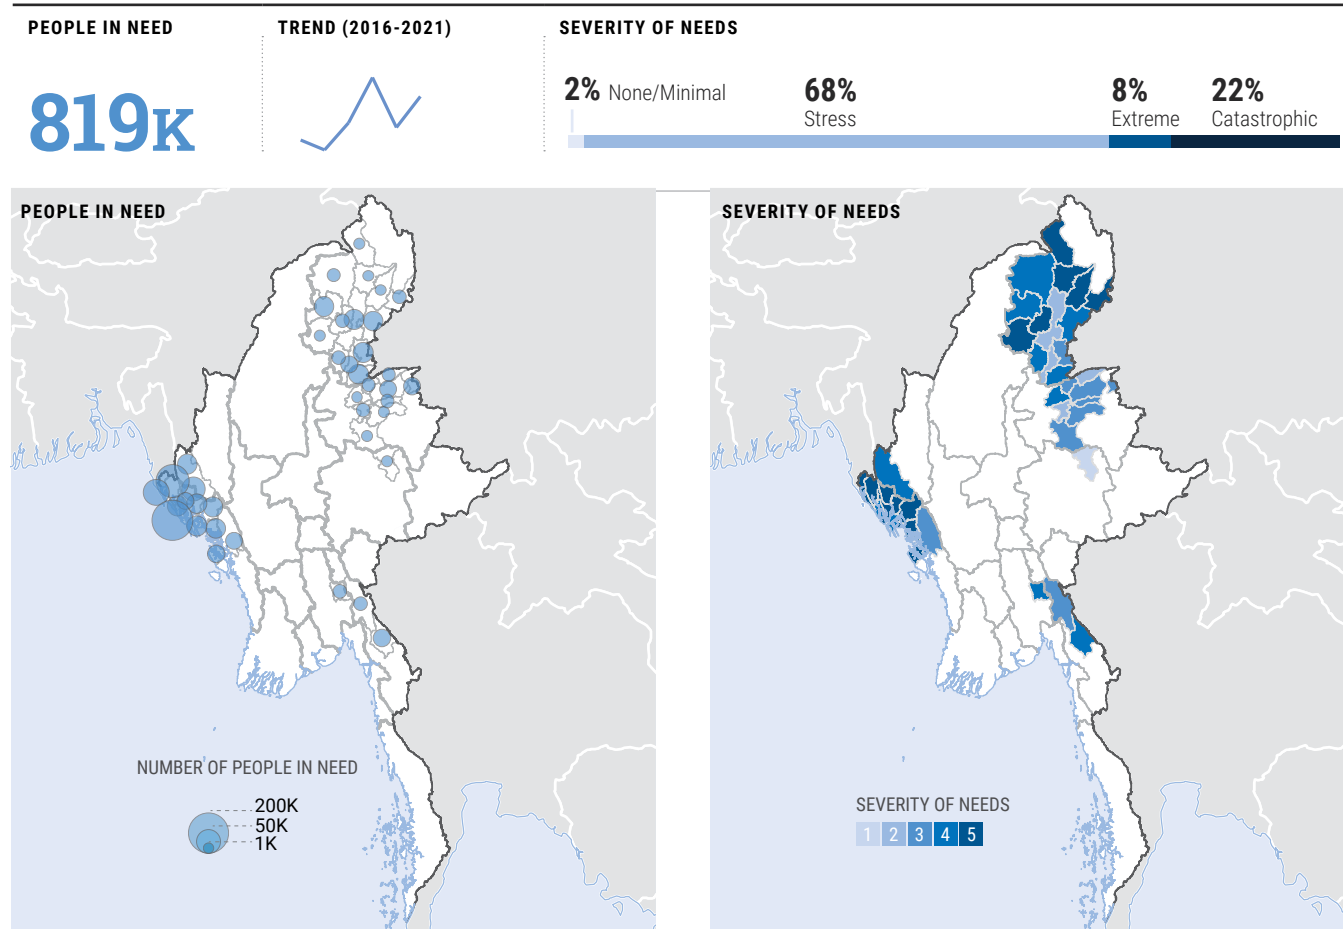 PEOPLE IN NEED
819K
TREND (2016-2021)
SEVERITY OF NEEDS
2% None/Minimal
68%
Stress
8%
Extreme
22%
Catastrophic
PEOPLE IN NEED
NUMBER OF PEOPLE IN NEED
200K
50K
1K
SEVERITY OF NEEDS
SEVERITY OF NEEDS
1 2 3 4 5